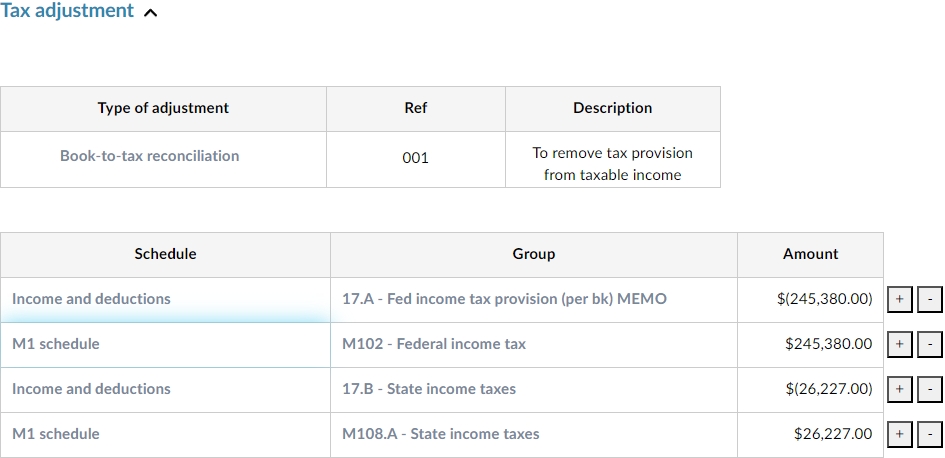 Tax adjustment
Type of adjustment Ref Description
Book-to-tax reconciliation 001 To remove tax provision
from taxable income
Schedule Group Amount
Income and deductions 17.A - Fed income tax provision (per bk) MEMO $(245,380.00) + -
M1 schedule M102 - Federal income tax $245,380.00 + -
Income and deductions 17.B - State income taxes $(26,227.00) + -
M1 schedule M108.A - State income taxes $26,227.00 + -